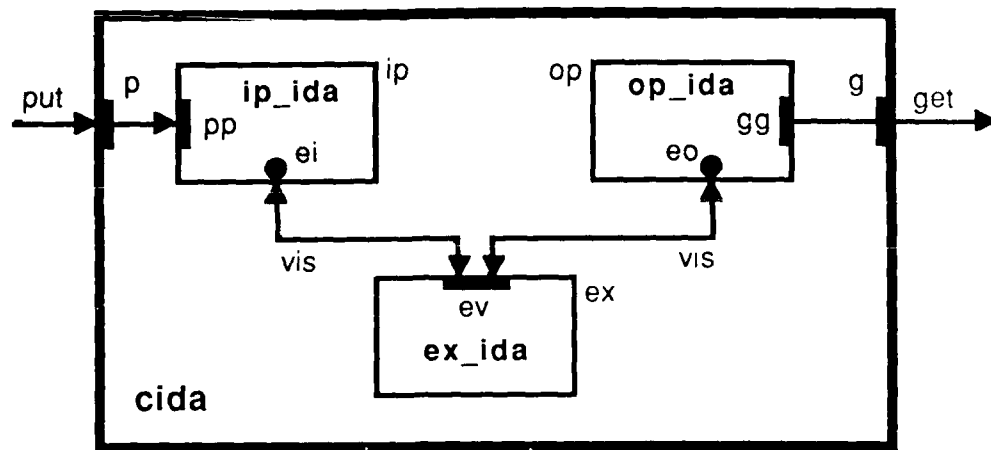 put
p
ip_ida
ip
pp
ei
op
op_ida
g
get
gg
eo
vis
vis
ev
ex
ex_ida
cida